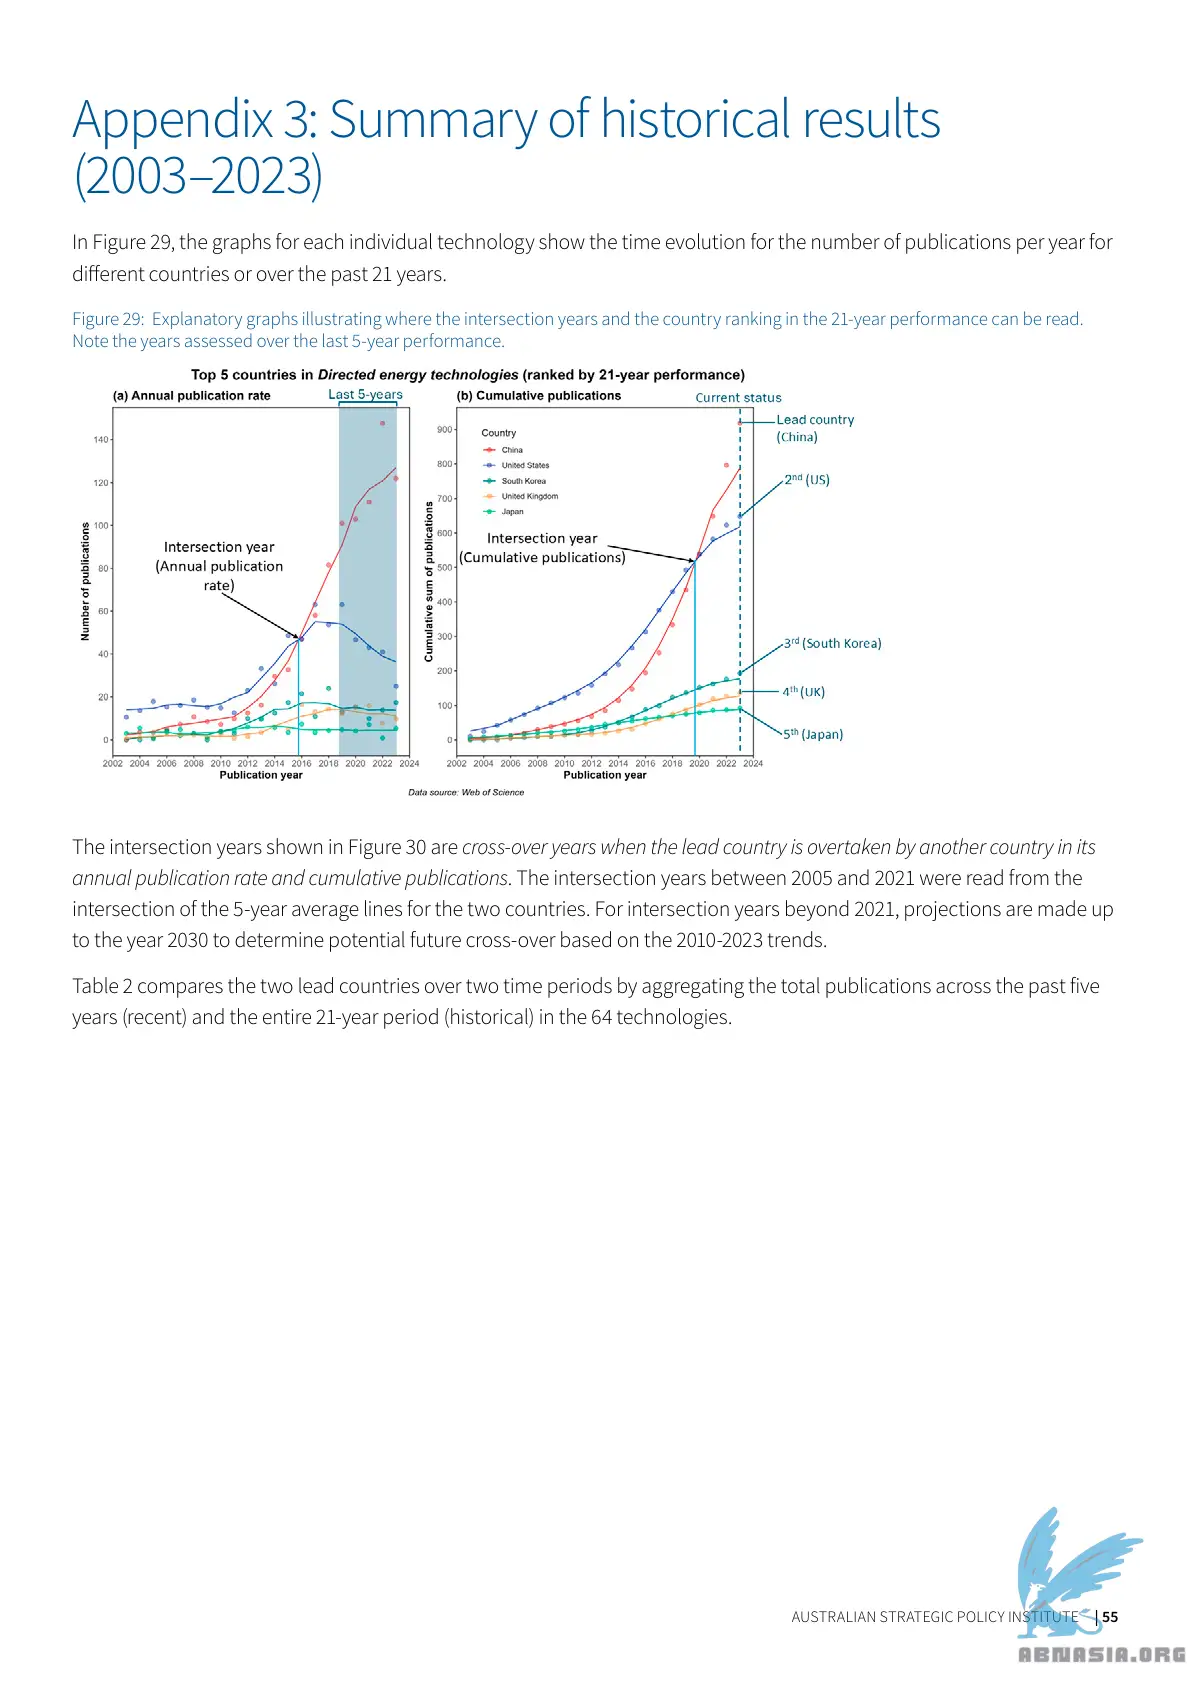 Appendix 3: Summary of historical results
(2003–2023)
In Figure 29, the graphs for each individual technology show the time evolution for the number of publications per year for
different countries or over the past 21 years.
Figure 29: Explanatory graphs illustrating where the intersection years and the country ranking in the 21-year performance can be read.
Note the years assessed over the last 5-year performance.
Top 5 countries in Directed energy technologies (ranked by 21-year performance)
(a) Annual publication rate
Last 5-years
Number of publications
140
120
100
80
60
40
20
0
Intersection year
(Annual publication
rate)
2002 2004 2006 2008 2010 2012 2014 2016 2018 2020 2022 2024
Publication year
(b) Cumulative publications
Current status
Cumulative sum of publications
900
800
700
600
500
400
300
200
100
0
Country
China
United States
South Korea
United Kingdom
Japan
Intersection year
(Cumulative publications)
Lead country
(China)
2nd (US)
3rd (South Korea)
4th (UK)
5th (Japan)
2002 2004 2006 2008 2010 2012 2014 2016 2018 2020 2022 2024
Publication year
Data source: Web of Science
The intersection years shown in Figure 30 are cross-over years when the lead country is overtaken by another country in its
annual publication rate and cumulative publications. The intersection years between 2005 and 2021 were read from the
intersection of the 5-year average lines for the two countries. For intersection years beyond 2021, projections are made up
to the year 2030 to determine potential future cross-over based on the 2010-2023 trends.
Table 2 compares the two lead countries over two time periods by aggregating the total publications across the past five
years (recent) and the entire 21-year period (historical) in the 64 technologies.
AUSTRALIAN STRATEGIC POLICY INSTITUTE | 55
ABNASIA.ORG